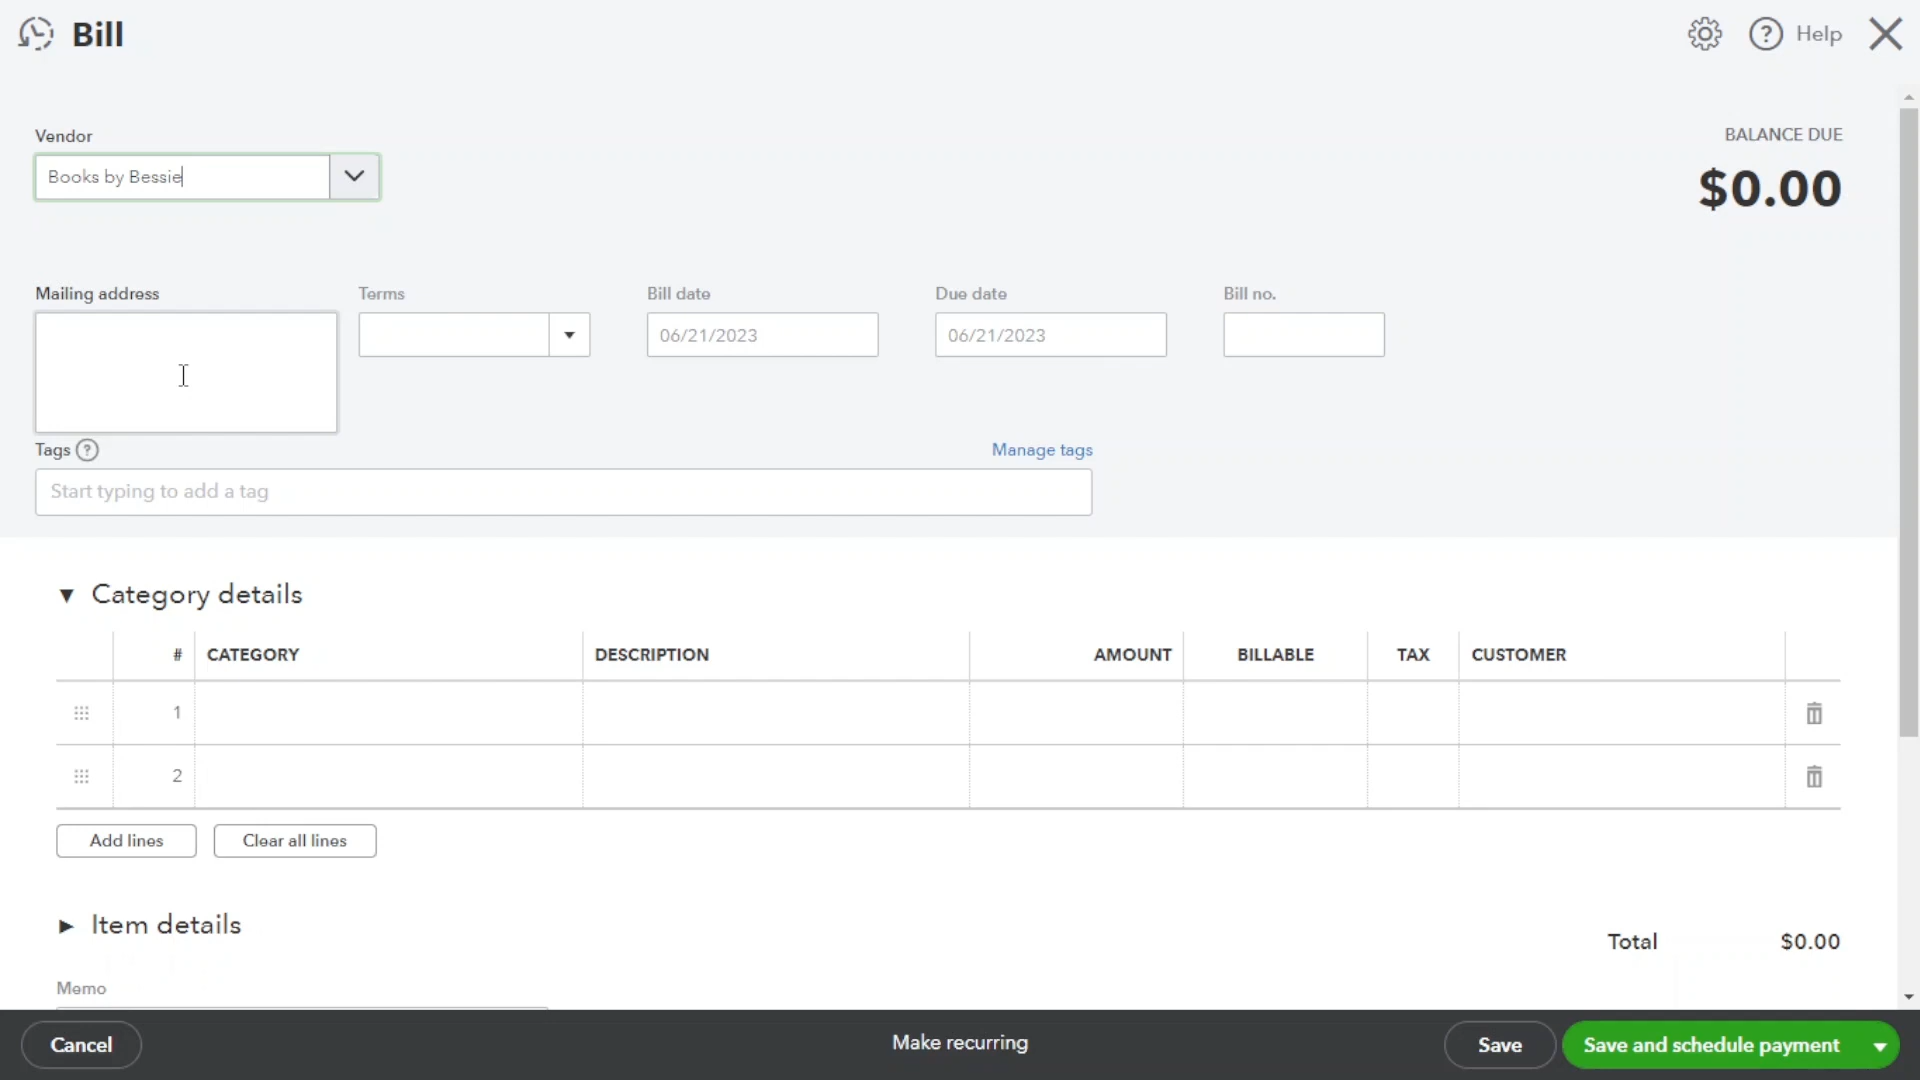 Bill
? Help
Vendor
BALANCE DUE
Books by Bessie
$0.00
Mailing address Terms Bill date Due date Bill no.
06/21/2023 06/21/2023
Tags ? Manage tags
Start typing to add a tag
Category details
# CATEGORY DESCRIPTION AMOUNT BILLABLE TAX CUSTOMER
1
2
Add lines Clear all lines
Item details
Total $0.00
Memo
Cancel Make recurring Save Save and schedule payment